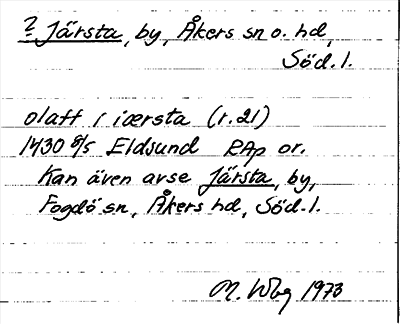 ? Järsta, by, Åkers sn o. hd,
Söd.l.
olaff i iærsta (r.21)
1430 8/5 Eldsund RAp or.
Kan även avse Järsta, by,
Fogdö sn, Åkers hd, Söd.l.
M. Wbg 1973